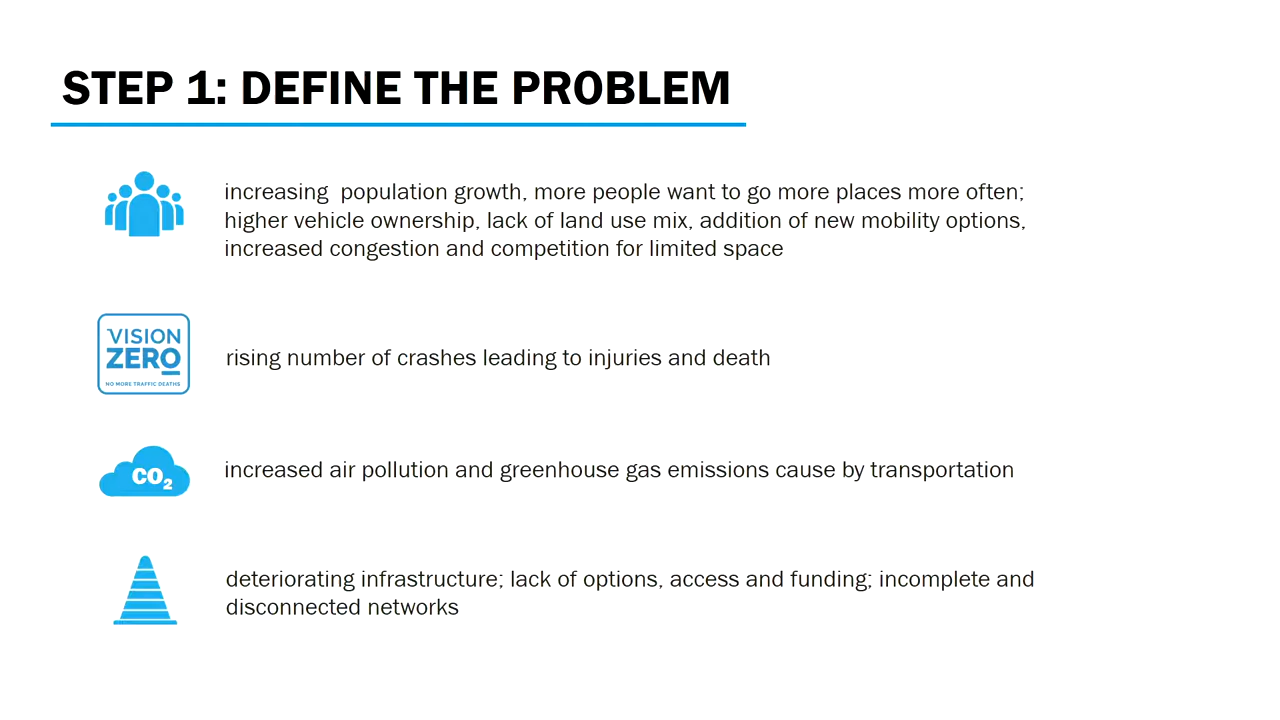 STEP 1: DEFINE THE PROBLEM
increasing  population growth, more people want to go more places more often;
higher vehicle ownership, lack of land use mix, addition of new mobility options,
increased congestion and competition for limited space
VISION
ZERO
NO MORE TRAFFIC DEATHS
rising number of crashes leading to injuries and death
CO2
increased air pollution and greenhouse gas emissions cause by transportation
deteriorating infrastructure; lack of options, access and funding; incomplete and
disconnected networks